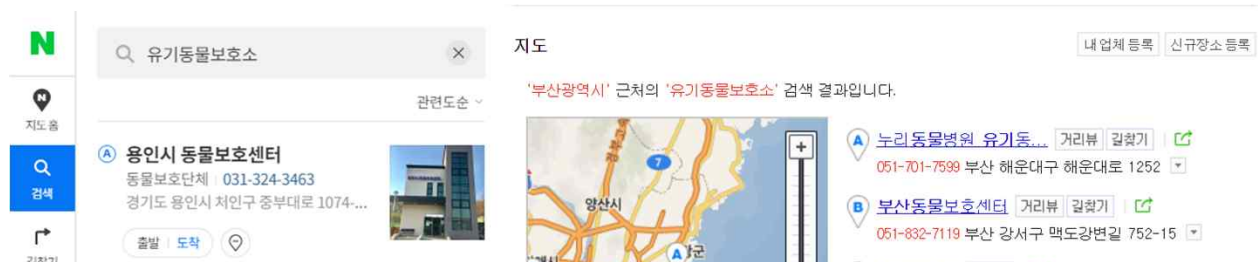 N
유기동물보호소
지도홈
관련도순
검색
A 용인시 동물보호센터
동물보호단체 031-324-3463
경기도 용인시 처인구 중부대로 1074-...
출발 도착
지도
내 업체 등록 신규장소 등록
'부산광역시' 근처의 '유기동물보호소' 검색 결과입니다.
7
양산시
A
A 누리동물병원 유기동... 거리뷰 길찾기
051-701-7599 부산 해운대구 해운대로 1252
B 부산동물보호센터 거리뷰 길찾기
051-832-7119 부산 강서구 맥도강변길 752-15